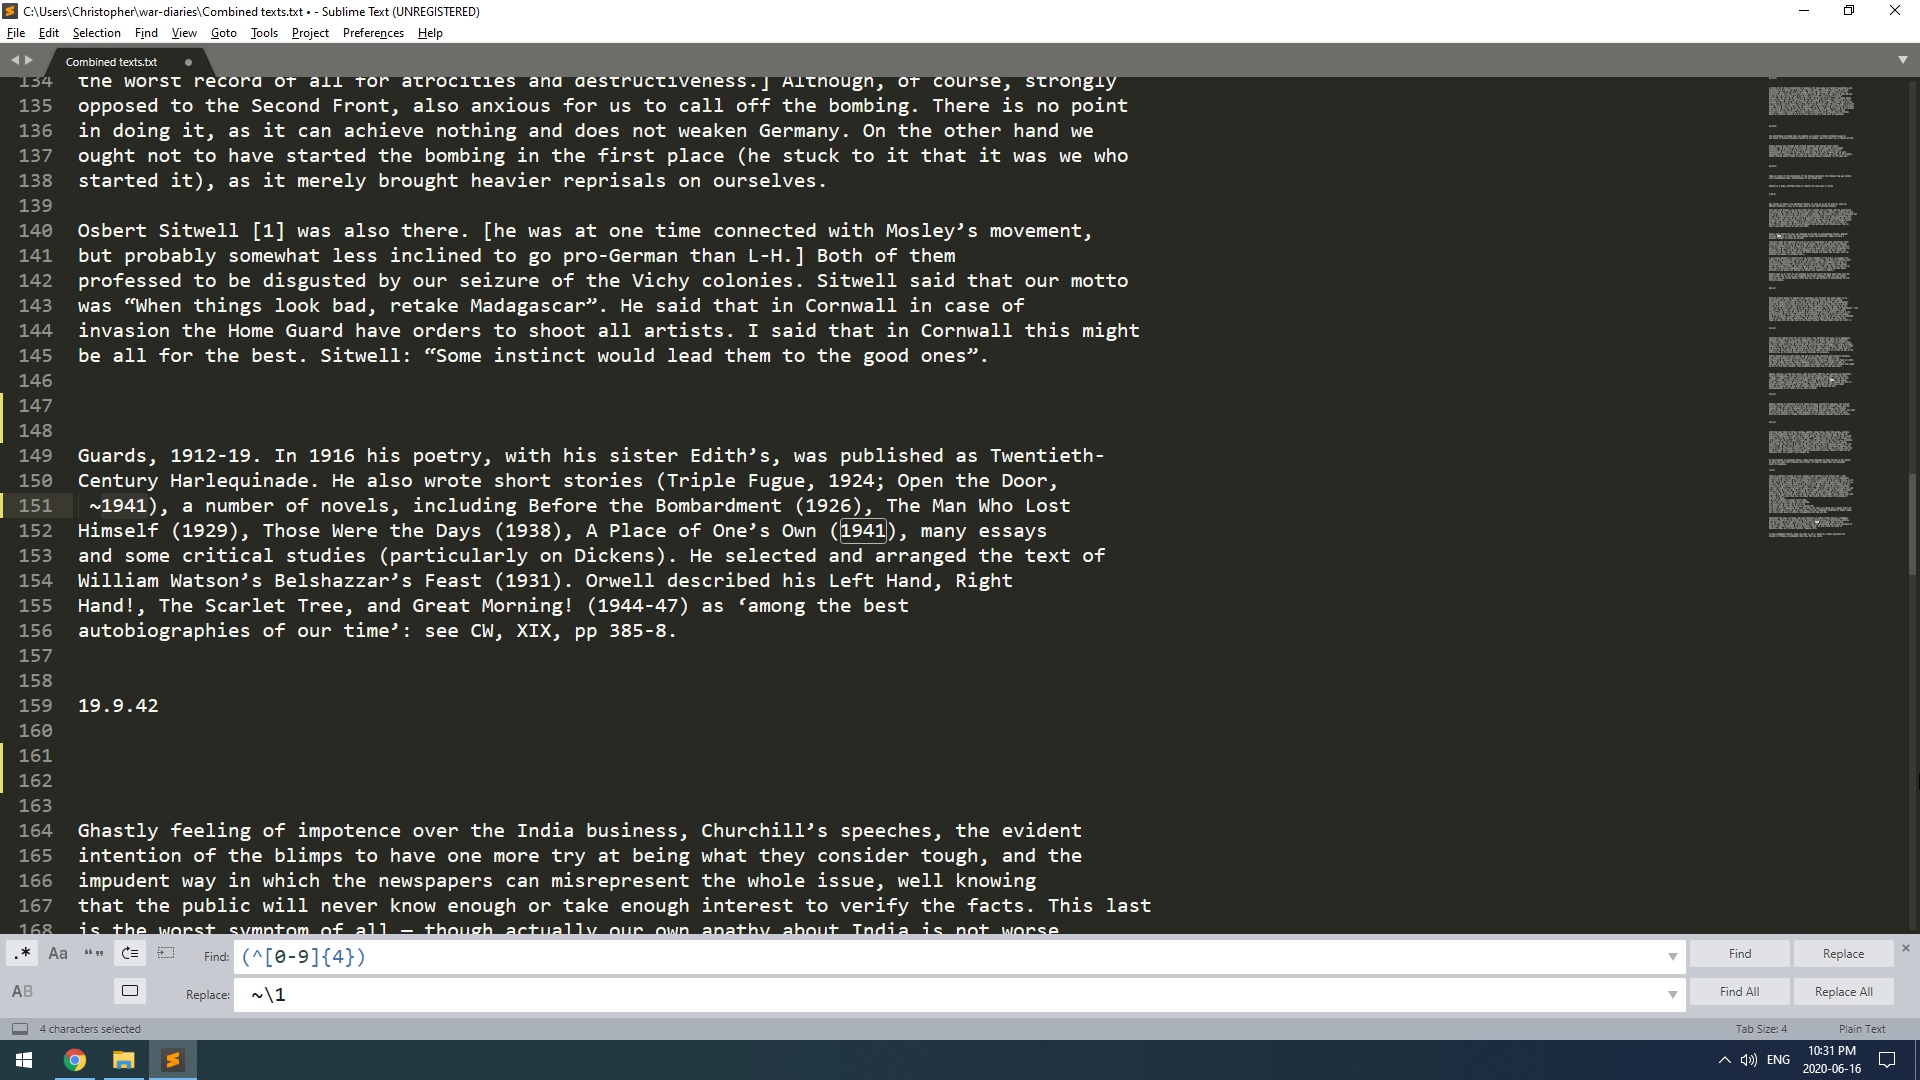 C:\Users\Christopher\war-diaries\Combined texts.txt • - Sublime Text (UNREGISTERED)
File Edit Selection Find View Goto Tools Project Preferences Help
Combined texts.txt
134 the worst record of all for atrocities and destructiveness.] Although, of course, strongly
135 opposed to the Second Front, also anxious for us to call off the bombing. There is no point
136 in doing it, as it can achieve nothing and does not weaken Germany. On the other hand we
137 ought not to have started the bombing in the first place (he stuck to it that it was we who
138 started it), as it merely brought heavier reprisals on ourselves.
139
140 Osbert Sitwell [1] was also there. [he was at one time connected with Mosley’s movement,
141 but probably somewhat less inclined to go pro-German than L-H.] Both of them
142 professed to be disgusted by our seizure of the Vichy colonies. Sitwell said that our motto
143 was “When things look bad, retake Madagascar”. He said that in Cornwall in case of
144 invasion the Home Guard have orders to shoot all artists. I said that in Cornwall this might
145 be all for the best. Sitwell: “Some instinct would lead them to the good ones”.
146
147
148
149 Guards, 1912-19. In 1916 his poetry, with his sister Edith’s, was published as Twentieth-
150 Century Harlequinade. He also wrote short stories (Triple Fugue, 1924; Open the Door,
151 ~1941), a number of novels, including Before the Bombardment (1926), The Man Who Lost
152 Himself (1929), Those Were the Days (1938), A Place of One’s Own (1941), many essays
153 and some critical studies (particularly on Dickens). He selected and arranged the text of
154 William Watson’s Belshazzar’s Feast (1931). Orwell described his Left Hand, Right
155 Hand!, The Scarlet Tree, and Great Morning! (1944-47) as ‘among the best
156 autobiographies of our time’: see CW, XIX, pp 385-8.
157
158
159 19.9.42
160
161
162
163
164 Ghastly feeling of impotence over the India business, Churchill’s speeches, the evident
165 intention of the blimps to have one more try at being what they consider tough, and the
166 impudent way in which the newspapers can misrepresent the whole issue, well knowing
167 that the public will never know enough or take enough interest to verify the facts. This last
168 is the worst symptom of all — though actually our own apathy about India is not worse
.* Aa “” Find: (^[0-9]{4}) Find Replace
AB Replace: ~\1 Find All Replace All
4 characters selected Tab Size: 4 Plain Text
ENG 10:31 PM
2020-06-16